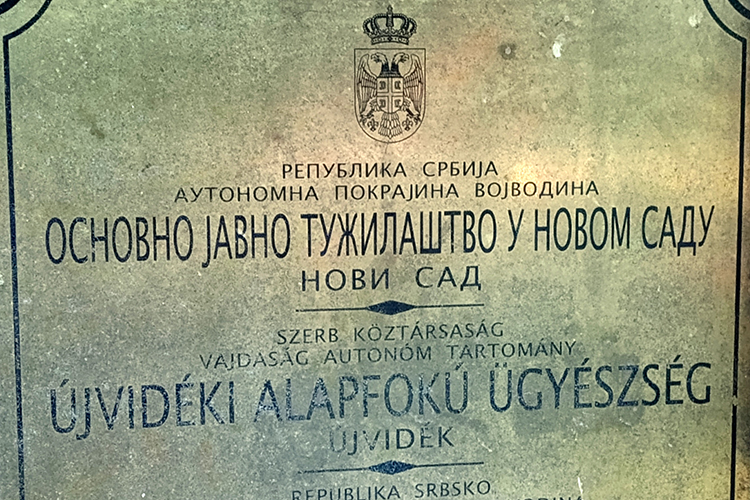 РЕПУБЛИКА СРБИЈА
АУТОНОМНА ПОКРАЈИНА ВОЈВОДИНА
ОСНОВНО ЈАВНО ТУЖИЛАШТВО У НОВОМ САДУ
НОВИ САД
SZERB KÖZTÁRSASÁG
VAJDASÁG AUTONÓM TARTOMÁNY
ÚJVIDÉKI ALAPFOKÚ ÜGYÉSZSÉG
ÚJVIDÉK
REPUBLIKA SRBSKO